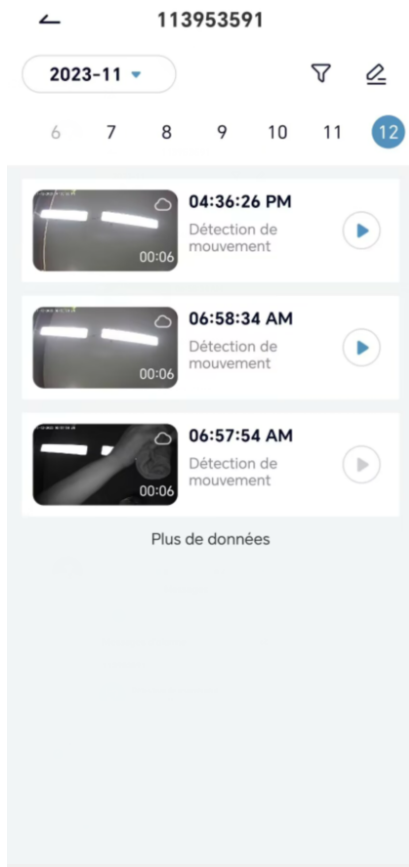 113953591
2023-11
6 7 8 9 10 11 12
04:36:26 PM
Détection de
mouvement
00:06
06:58:34 AM
Détection de
mouvement
00:06
06:57:54 AM
Détection de
mouvement
00:06
Plus de données